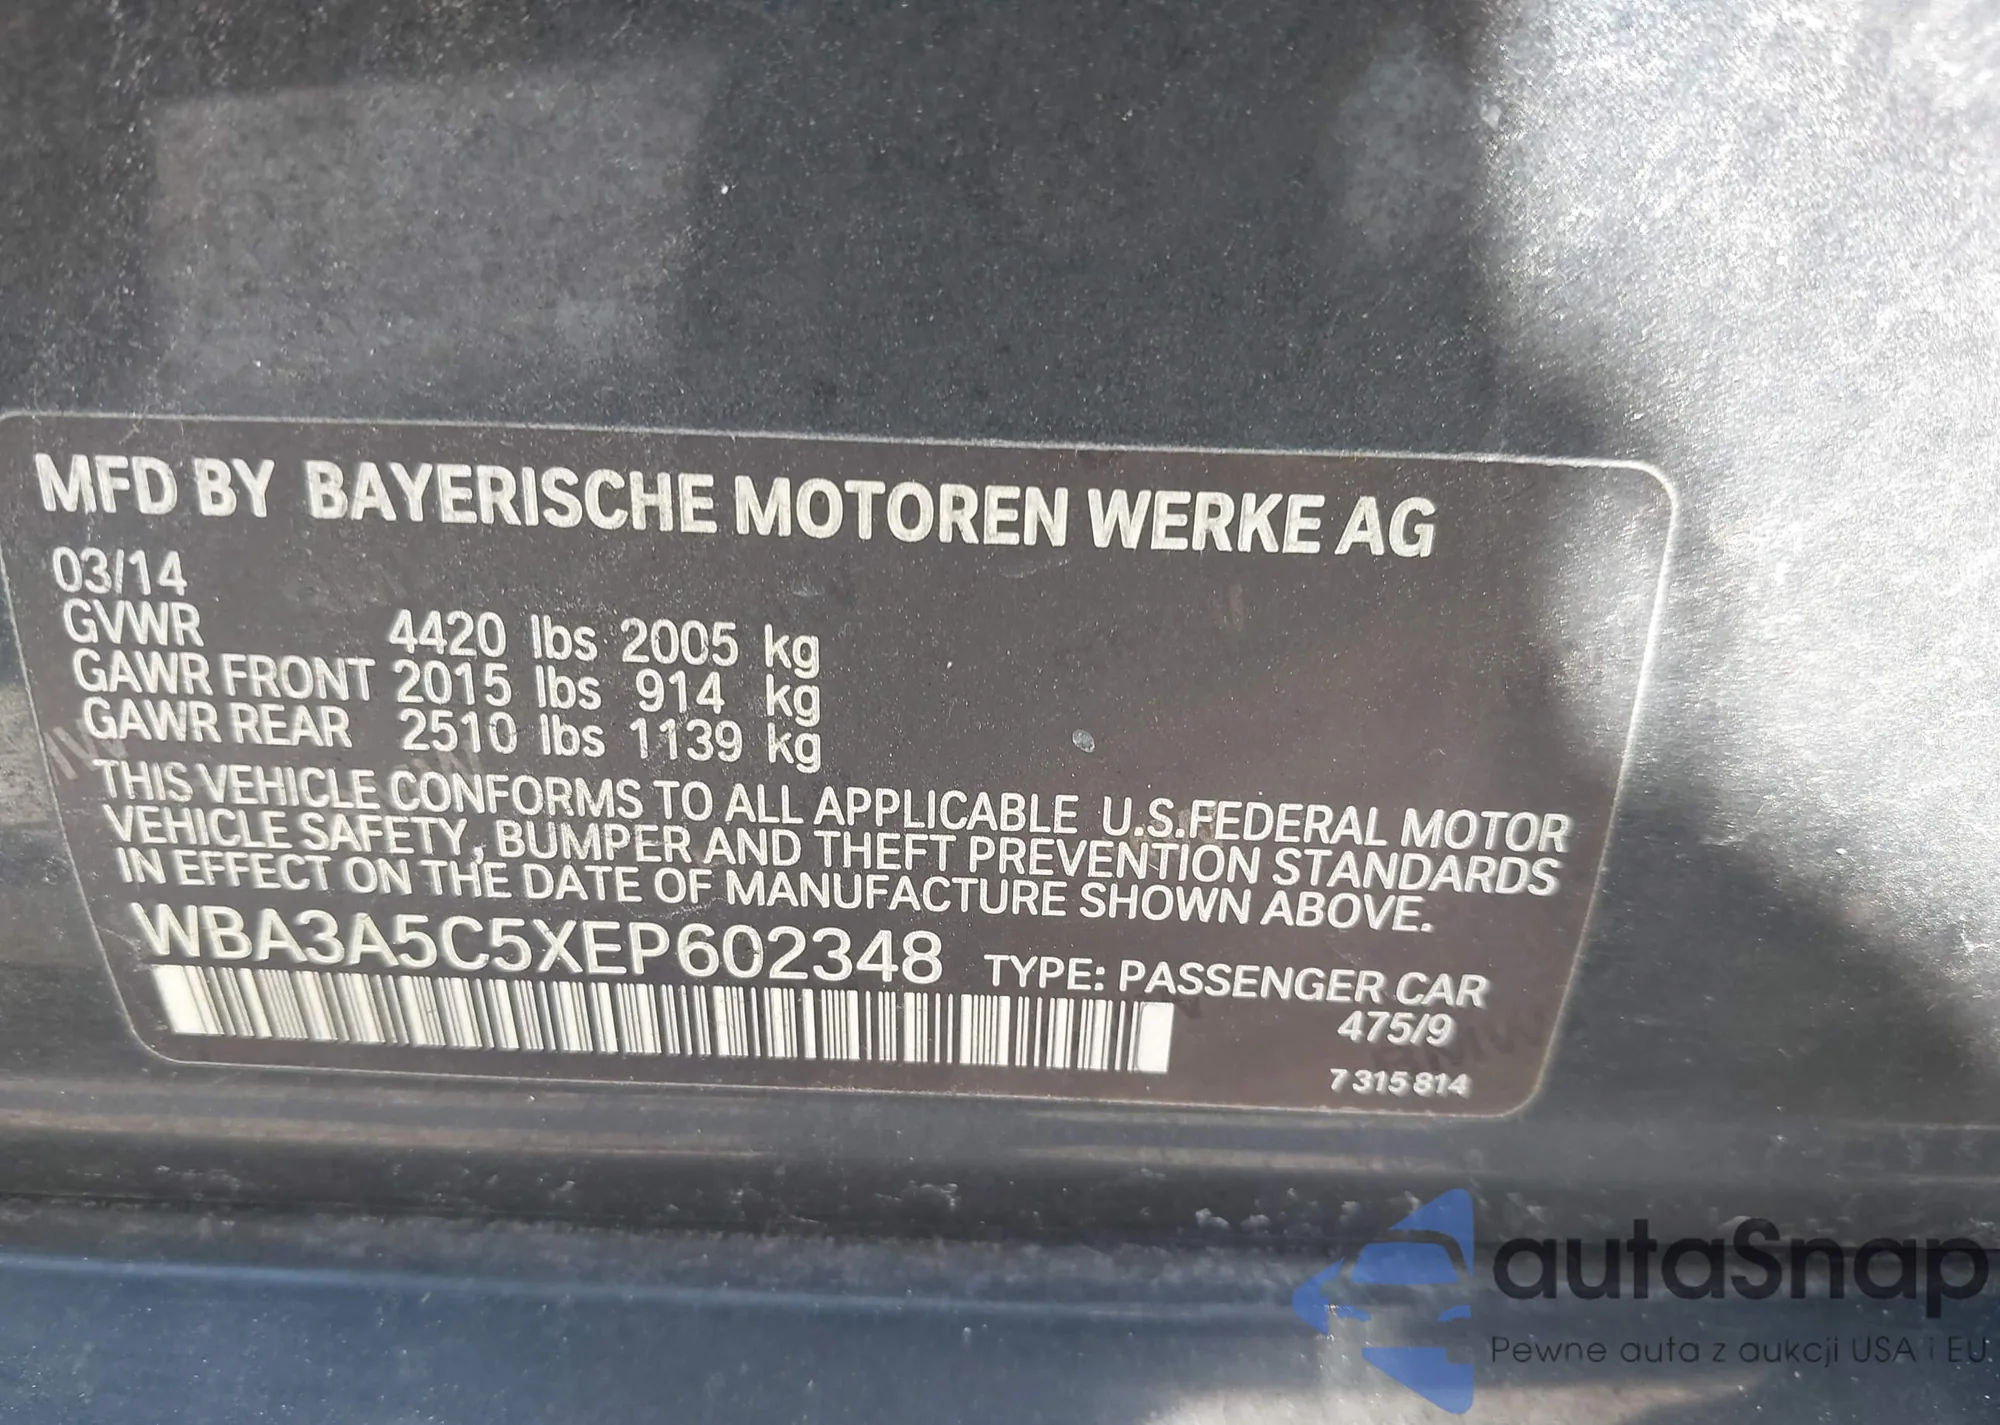 MFD BY BAYERISCHE MOTOREN WERKE AG
03/14
GVWR 4420 lbs 2005 kg
GAWR FRONT 2015 lbs 914 kg
GAWR REAR 2510 lbs 1139 kg
THIS VEHICLE CONFORMS TO ALL APPLICABLE U.S.FEDERAL MOTOR
VEHICLE SAFETY, BUMPER AND THEFT PREVENTION STANDARDS
IN EFFECT ON THE DATE OF MANUFACTURE SHOWN ABOVE.
WBA3A5C5XEP602348 TYPE: PASSENGER CAR
475/9
7 315 814
autaSnap
Pewne auta z aukcji USA i EU